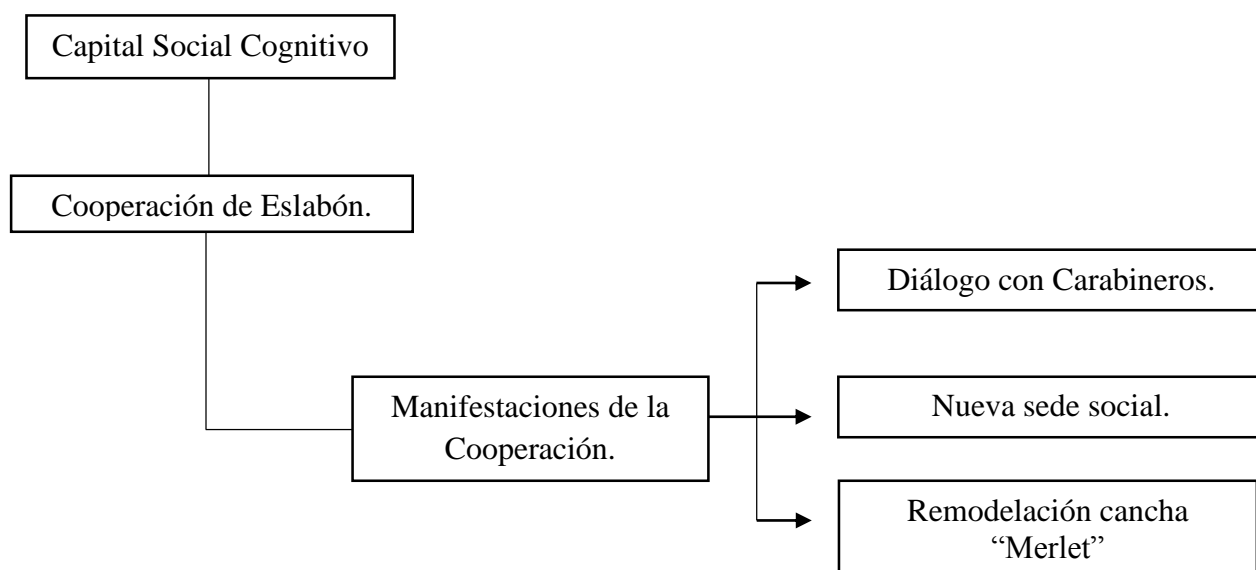 Capital Social Cognitivo
Cooperación de Eslabón.
Diálogo con Carabineros.
Manifestaciones de la
Cooperación.
Nueva sede social.
Remodelación cancha
“Merlet”